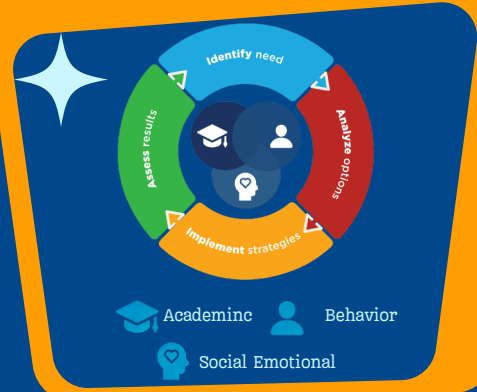 Identify need
Analyze options
Implement strategies
Assess results
Academinc
Behavior
Social Emotional